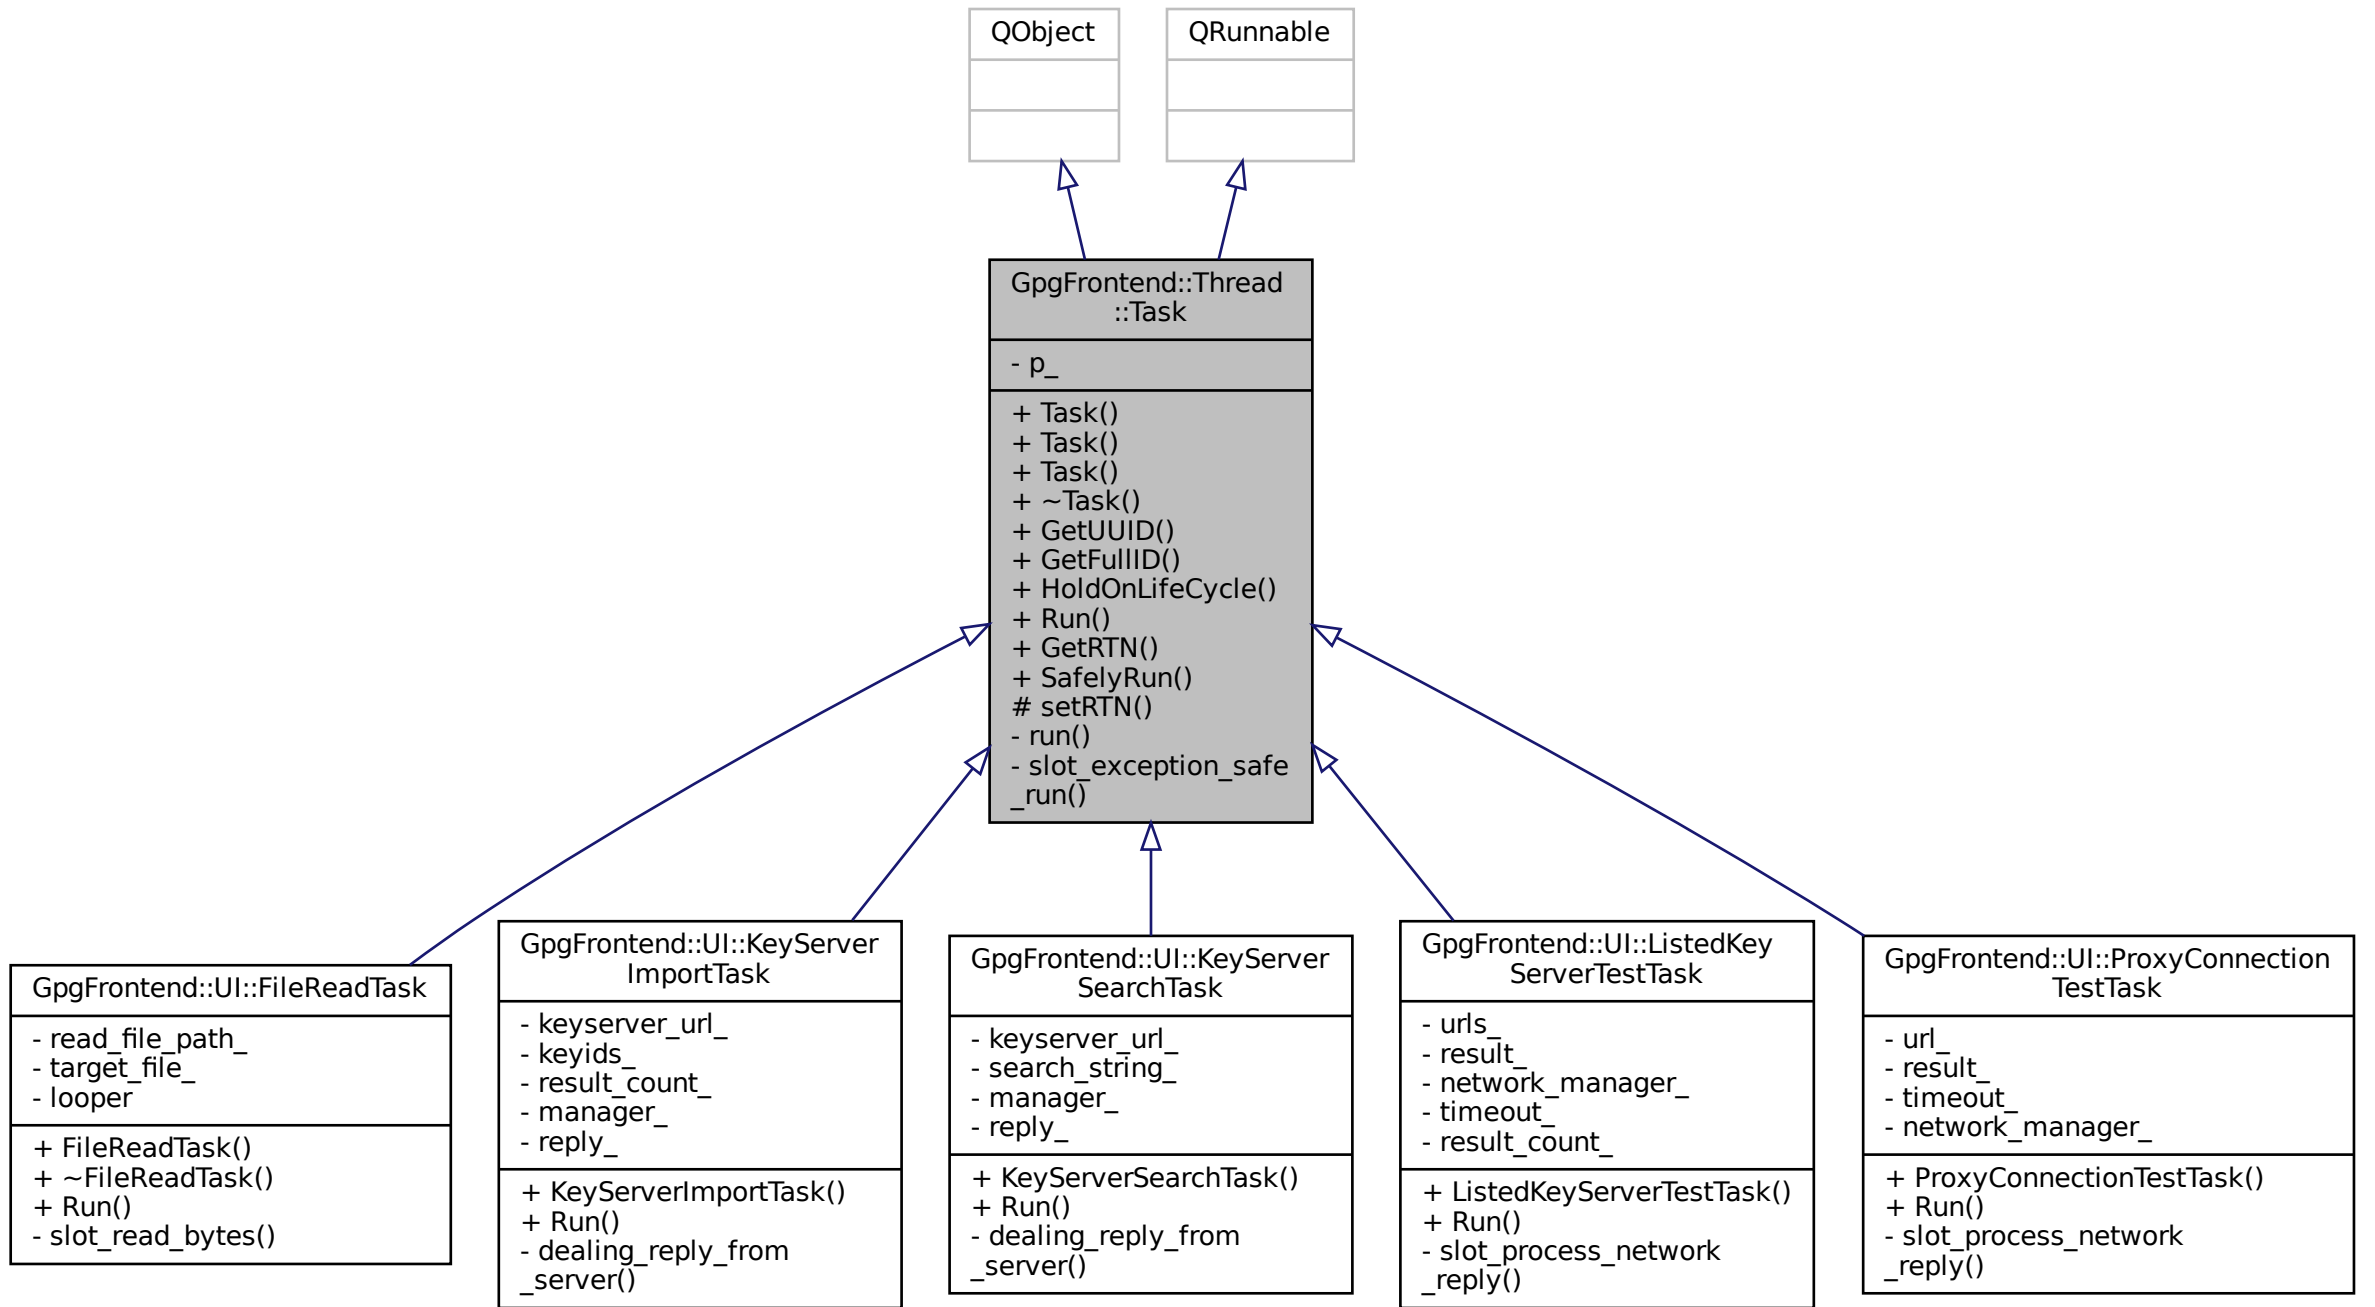 QObject
QRunnable
GpgFrontend::Thread
::Task
- p_
+ Task()
+ Task()
+ Task()
+ ~Task()
+ GetUUID()
+ GetFullID()
+ HoldOnLifeCycle()
+ Run()
+ GetRTN()
+ SafelyRun()
# setRTN()
- run()
- slot_exception_safe
_run()
GpgFrontend::UI::FileReadTask
- read_file_path_
- target_file_
- looper
+ FileReadTask()
+ ~FileReadTask()
+ Run()
- slot_read_bytes()
GpgFrontend::UI::KeyServer
ImportTask
- keyserver_url_
- keyids_
- result_count_
- manager_
- reply_
+ KeyServerImportTask()
+ Run()
- dealing_reply_from
_server()
GpgFrontend::UI::KeyServer
SearchTask
- keyserver_url_
- search_string_
- manager_
- reply_
+ KeyServerSearchTask()
+ Run()
- dealing_reply_from
_server()
GpgFrontend::UI::ListedKey
ServerTestTask
- urls_
- result_
- network_manager_
- timeout_
- result_count_
+ ListedKeyServerTestTask()
+ Run()
- slot_process_network
_reply()
GpgFrontend::UI::ProxyConnection
TestTask
- url_
- result_
- timeout_
- network_manager_
+ ProxyConnectionTestTask()
+ Run()
- slot_process_network
_reply()